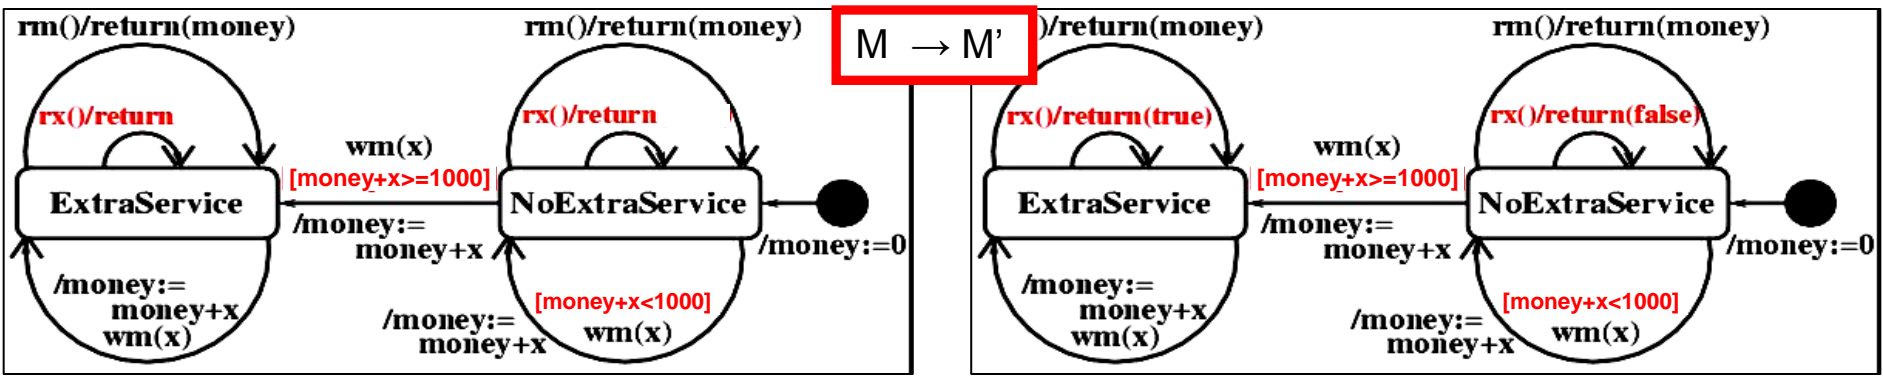 rm()/return(money)
rm()/return(money)
M → M’
)/return(money)
rm()/return(money)
rx()/return
rx()/return
rx()/return(true)
rx()/return(false)
wm(x)
[money+x>=1000]
wm(x)
[money+x>=1000]
ExtraService
NoExtraService
ExtraService
NoExtraService
/money:=
money+x
/money:=0
/money:=
money+x
/money:=0
/money:=
money+x
wm(x)
[money+x<1000]
wm(x)
/money:=
money+x
/money:=
money+x
wm(x)
[money+x<1000]
wm(x)
/money:=
money+x